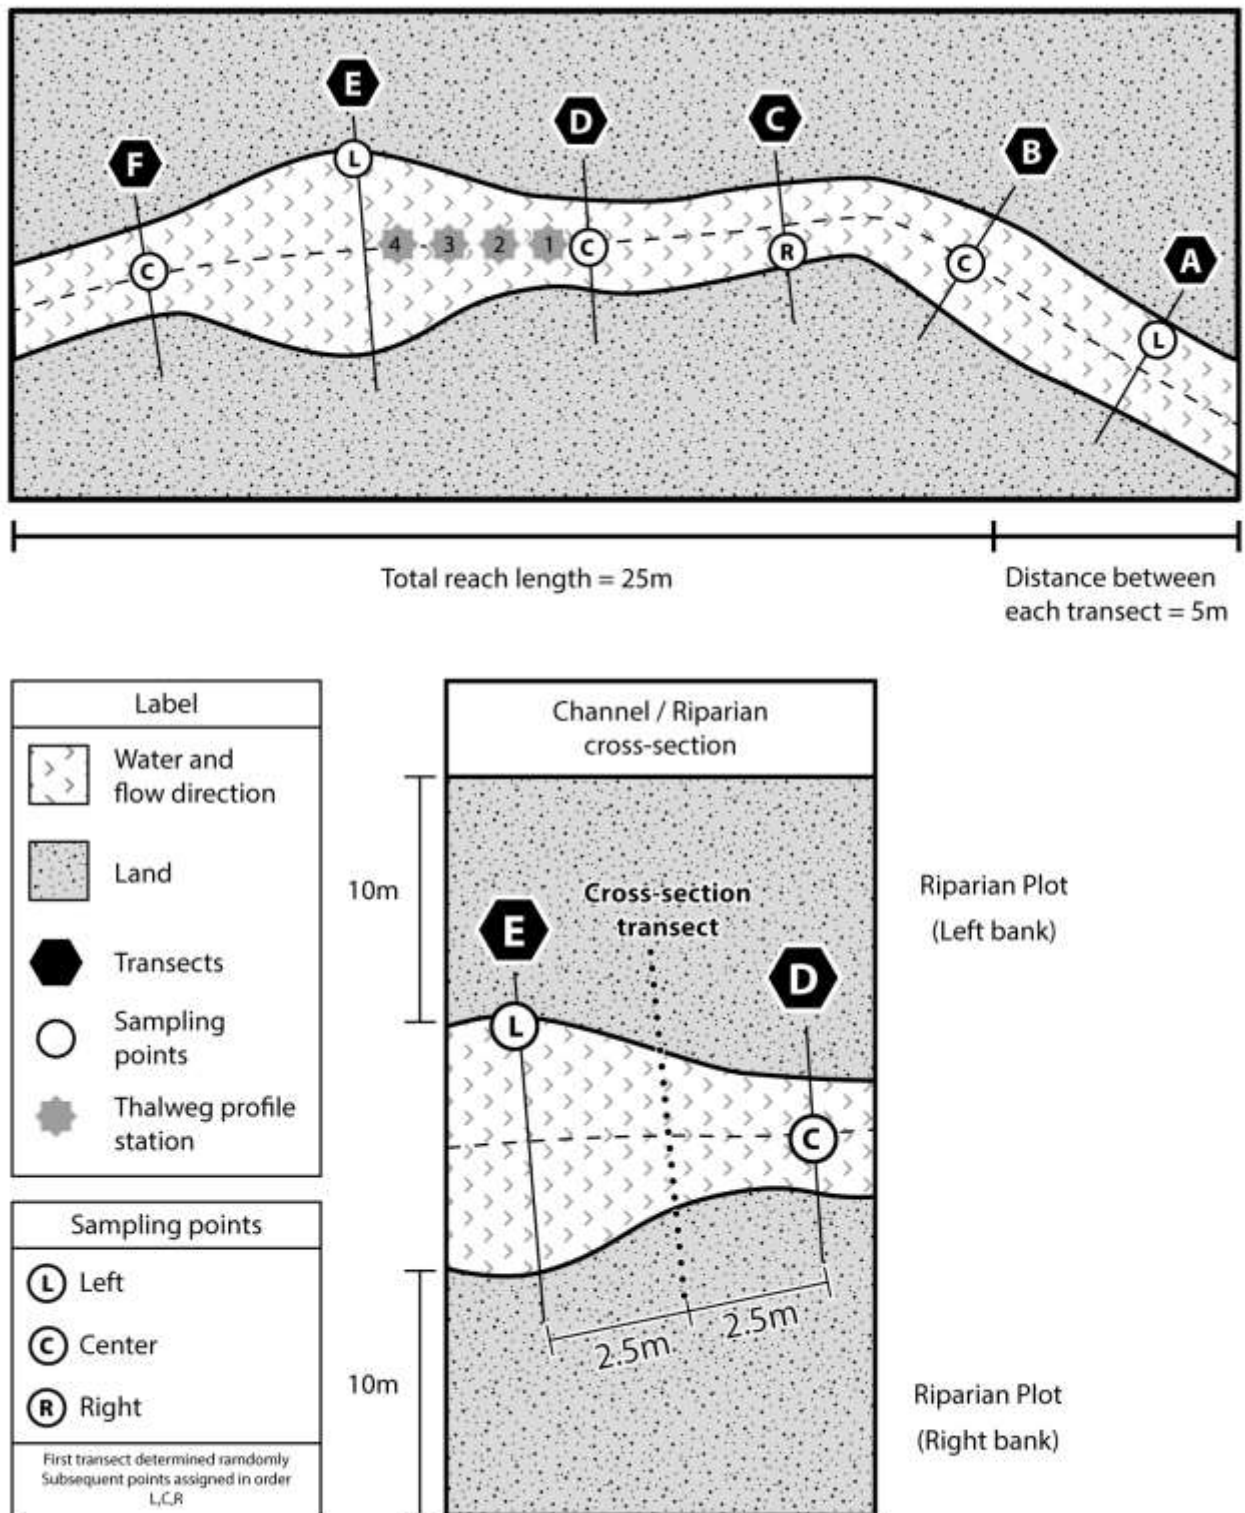 E
D
C
F
B
A
L
4 3 2 1 C
C
R
C
L
Total reach length = 25m
Distance between
each transect = 5m
Label
Water and
flow direction
Land
Transects
Sampling
points
Thalweg profile
station
Sampling points
L Left
C Center
R Right
First transect determined ramdomly
Subsequent points assigned in order
L,C,R
Channel / Riparian
cross-section
10m
Cross-section
transect
E
D
L
C
2.5m
2.5m
10m
Riparian Plot
(Left bank)
Riparian Plot
(Right bank)